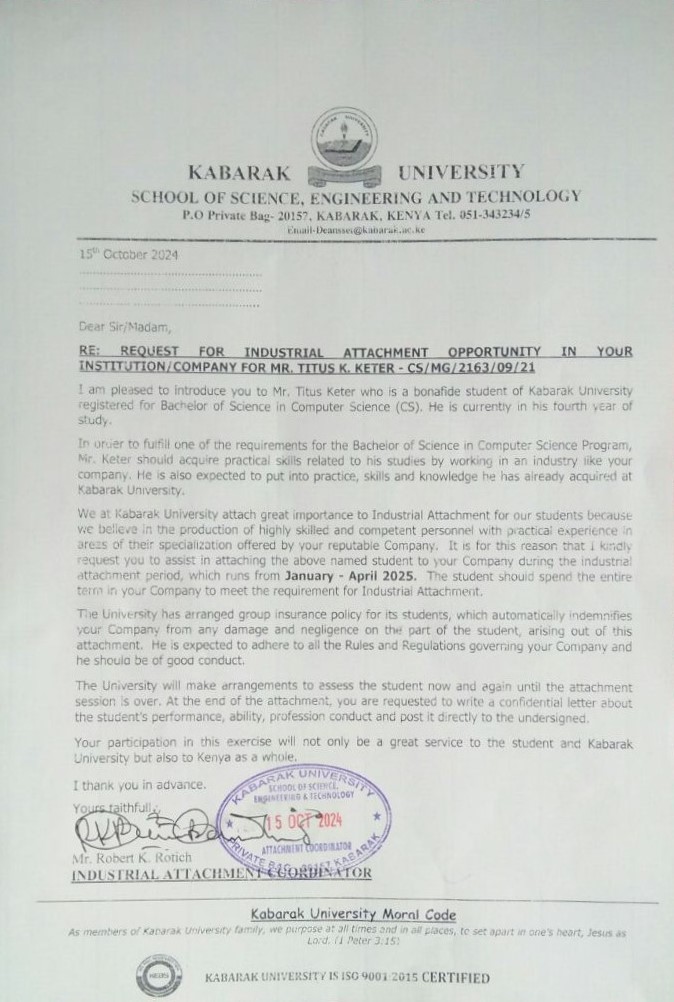 KABARAK UNIVERSITY
SCHOOL OF SCIENCE, ENGINEERING AND TECHNOLOGY
P.O Private Bag- 20157, KABARAK, KENYA Tel. 051-343234/5
Email-Deansset@kabarak.ac.ke
15th October 2024
Dear Sir/Madam,
RE: REQUEST FOR INDUSTRIAL ATTACHMENT OPPORTUNITY IN YOUR
INSTITUTION/COMPANY FOR MR. TITUS K. KETER - CS/MG/2163/09/21
I am pleased to introduce you to Mr. Titus Keter who is a bonafide student of Kabarak University
registered for Bachelor of Science in Computer Science (CS). He is currently in his fourth year of
study.
In order to fulfill one of the requirements for the Bachelor of Science in Computer Science Program,
Mr. Keter should acquire practical skills related to his studies by working in an industry like your
company. He is also expected to put into practice, skills and knowledge he has already acquired at
Kabarak University.
We at Kabarak University attach great importance to Industrial Attachment for our students because
we believe in the production of highly skilled and competent personnel with practical experience in
areas of their specialization offered by your reputable Company. It is for this reason that I kindly
request you to assist in attaching the above named student to your Company during the industrial
attachment period, which runs from January - April 2025. The student should spend the entire
term in your Company to meet the requirement for Industrial Attachment.
The University has arranged group insurance policy for its students, which automatically indemnifies
your Company from any damage and negligence on the part of the student, arising out of this
attachment. He is expected to adhere to all the Rules and Regulations governing your Company and
he should be of good conduct.
The University will make arrangements to assess the student now and again until the attachment
session is over. At the end of the attachment, you are requested to write a confidential letter about
the student's performance, ability, profession conduct and post it directly to the undersigned.
Your participation in this exercise will not only be a great service to the student and Kabarak
University but also to Kenya as a whole.
I thank you in advance.
Yours faithfull
KABARAK UNIVERSITY
SCHOOL OF SCIENCE,
ENGINEERING & TECHNOLOGY
15 OCT 2024
ATTACHMENT COORDINATOR
PRIVATE BAG - 20157 KABARAK
Mr. Robert K. Rotich
INDUSTRIAL ATTACHMENT COORDINATOR
Kabarak University Moral Code
As members of Kabarak University family, we purpose at all times and in all places, to set apart in one's heart, Jesus as
Lord. (1 Peter 3:15)
KEBS
KABARAK UNIVERSITY IS ISO 9001:2015 CERTIFIED